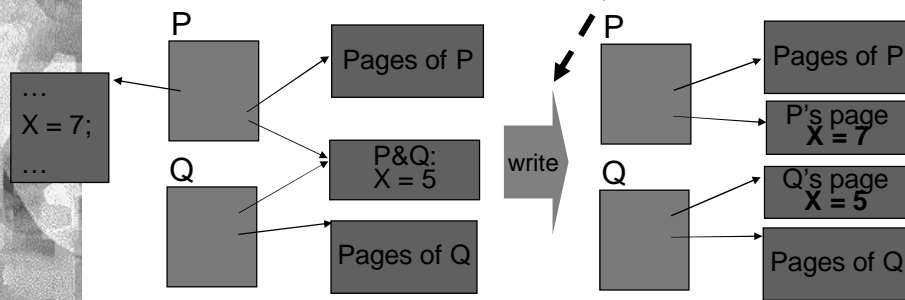 P
Pages of P
…
X = 7;
…
P&Q:
X = 5
Q
Pages of Q
write
P
Pages of P
P's page
X = 7
Q
Q's page
X = 5
Pages of Q